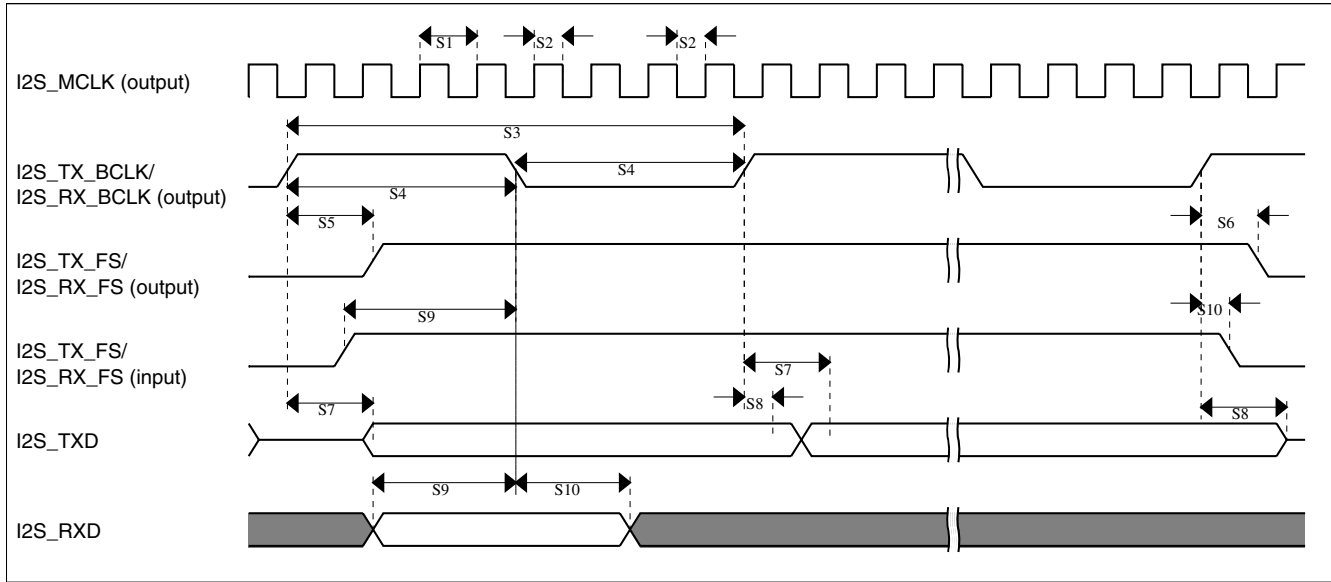 S1
S2
S2
I2S_MCLK (output)
S3
I2S_TX_BCLK/
I2S_RX_BCLK (output)
S4
S4
S5
S6
I2S_TX_FS/
I2S_RX_FS (output)
S9
S10
I2S_TX_FS/
I2S_RX_FS (input)
S7
S7
S8
S8
I2S_TXD
S9
S10
I2S_RXD